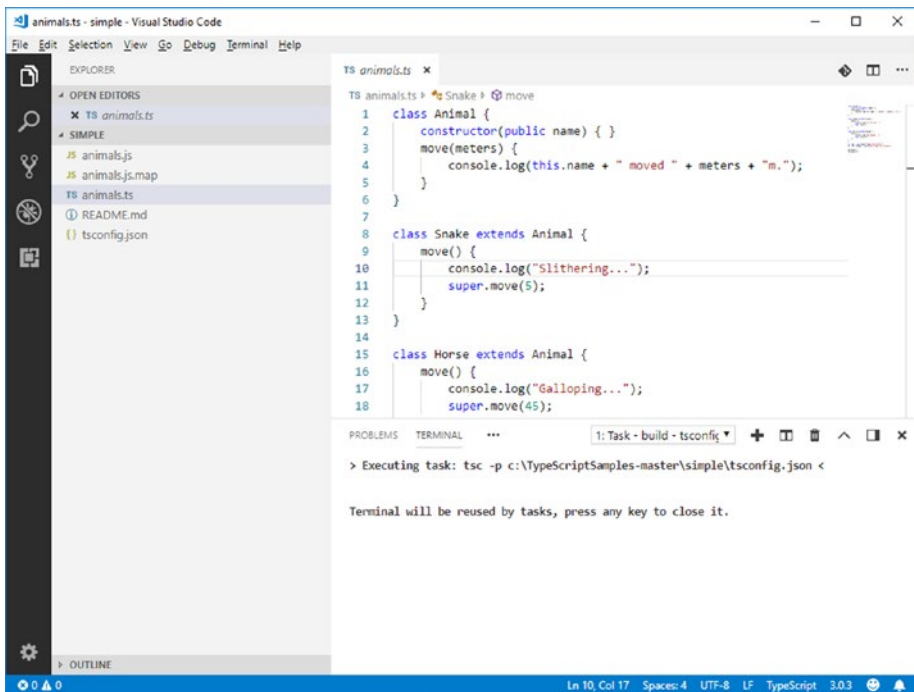 animals.ts - simple - Visual Studio Code
File Edit Selection View Go Debug Terminal Help
EXPLORER
OPEN EDITORS
TS animals.ts
SIMPLE
JS animals.js
JS animals.js.map
TS animals.ts
README.md
{} tsconfig.json
OUTLINE
TS animals.ts
TS animals.ts Snake move
1 class Animal {
2 constructor(public name) { }
3 move(meters) {
4 console.log(this.name + " moved " + meters + "m.");
5 }
6 }
7
8 class Snake extends Animal {
9 move() {
10 console.log("Slithering...");
11 super.move(5);
12 }
13 }
14
15 class Horse extends Animal {
16 move() {
17 console.log("Galloping...");
18 super.move(45);
PROBLEMS TERMINAL ··· 1: Task - build - tsconfig
> Executing task: tsc -p c:\TypeScriptSamples-master\simple\tsconfig.json <
Terminal will be reused by tasks, press any key to close it.
0 0 Ln 10, Col 17 Spaces: 4 UTF-8 LF TypeScript 3.0.3